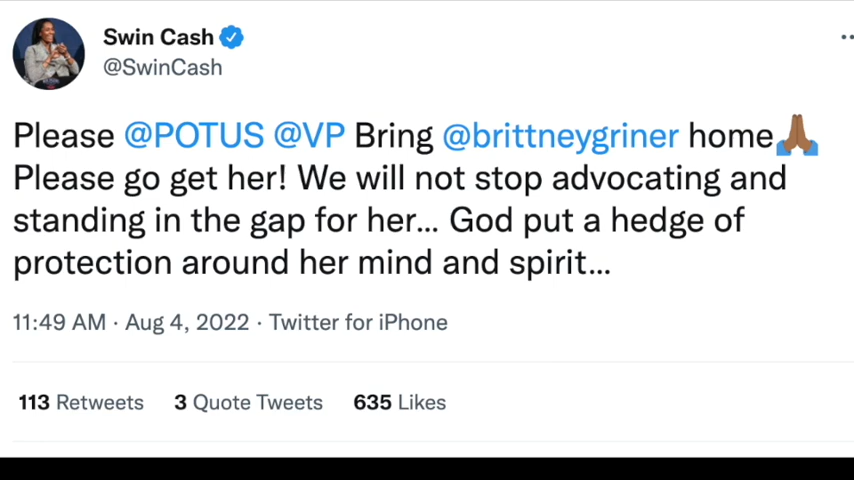 Swin Cash
@SwinCash
Please @POTUS @VP Bring @brittneygriner home🙏🏾
Please go get her! We will not stop advocating and
standing in the gap for her... God put a hedge of
protection around her mind and spirit...
11:49 AM · Aug 4, 2022 · Twitter for iPhone
113 Retweets 3 Quote Tweets 635 Likes